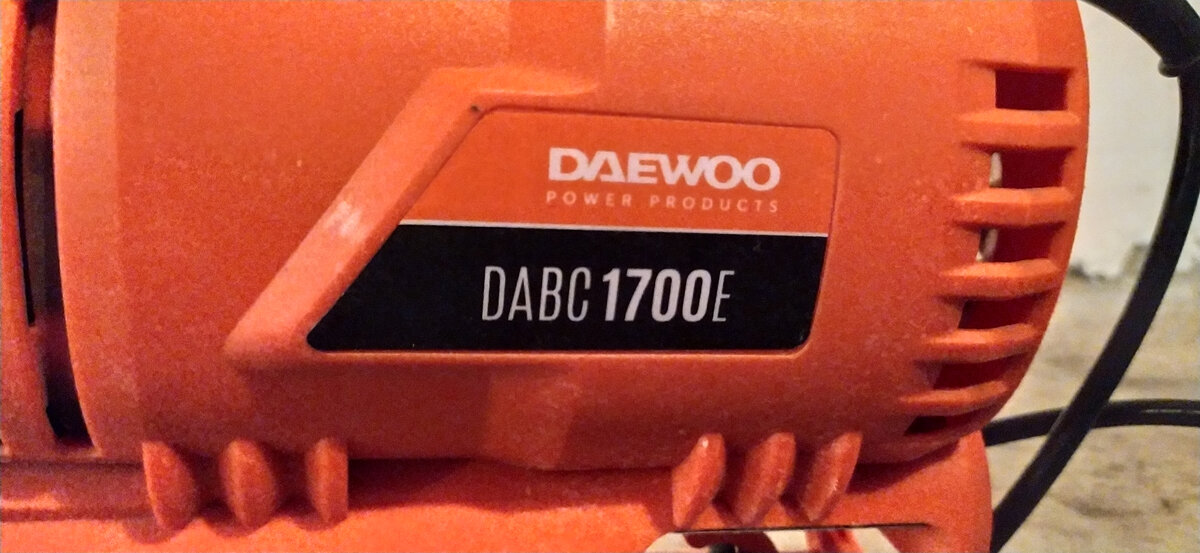 DAEWOO
POWER PRODUCTS
DABC 1700E